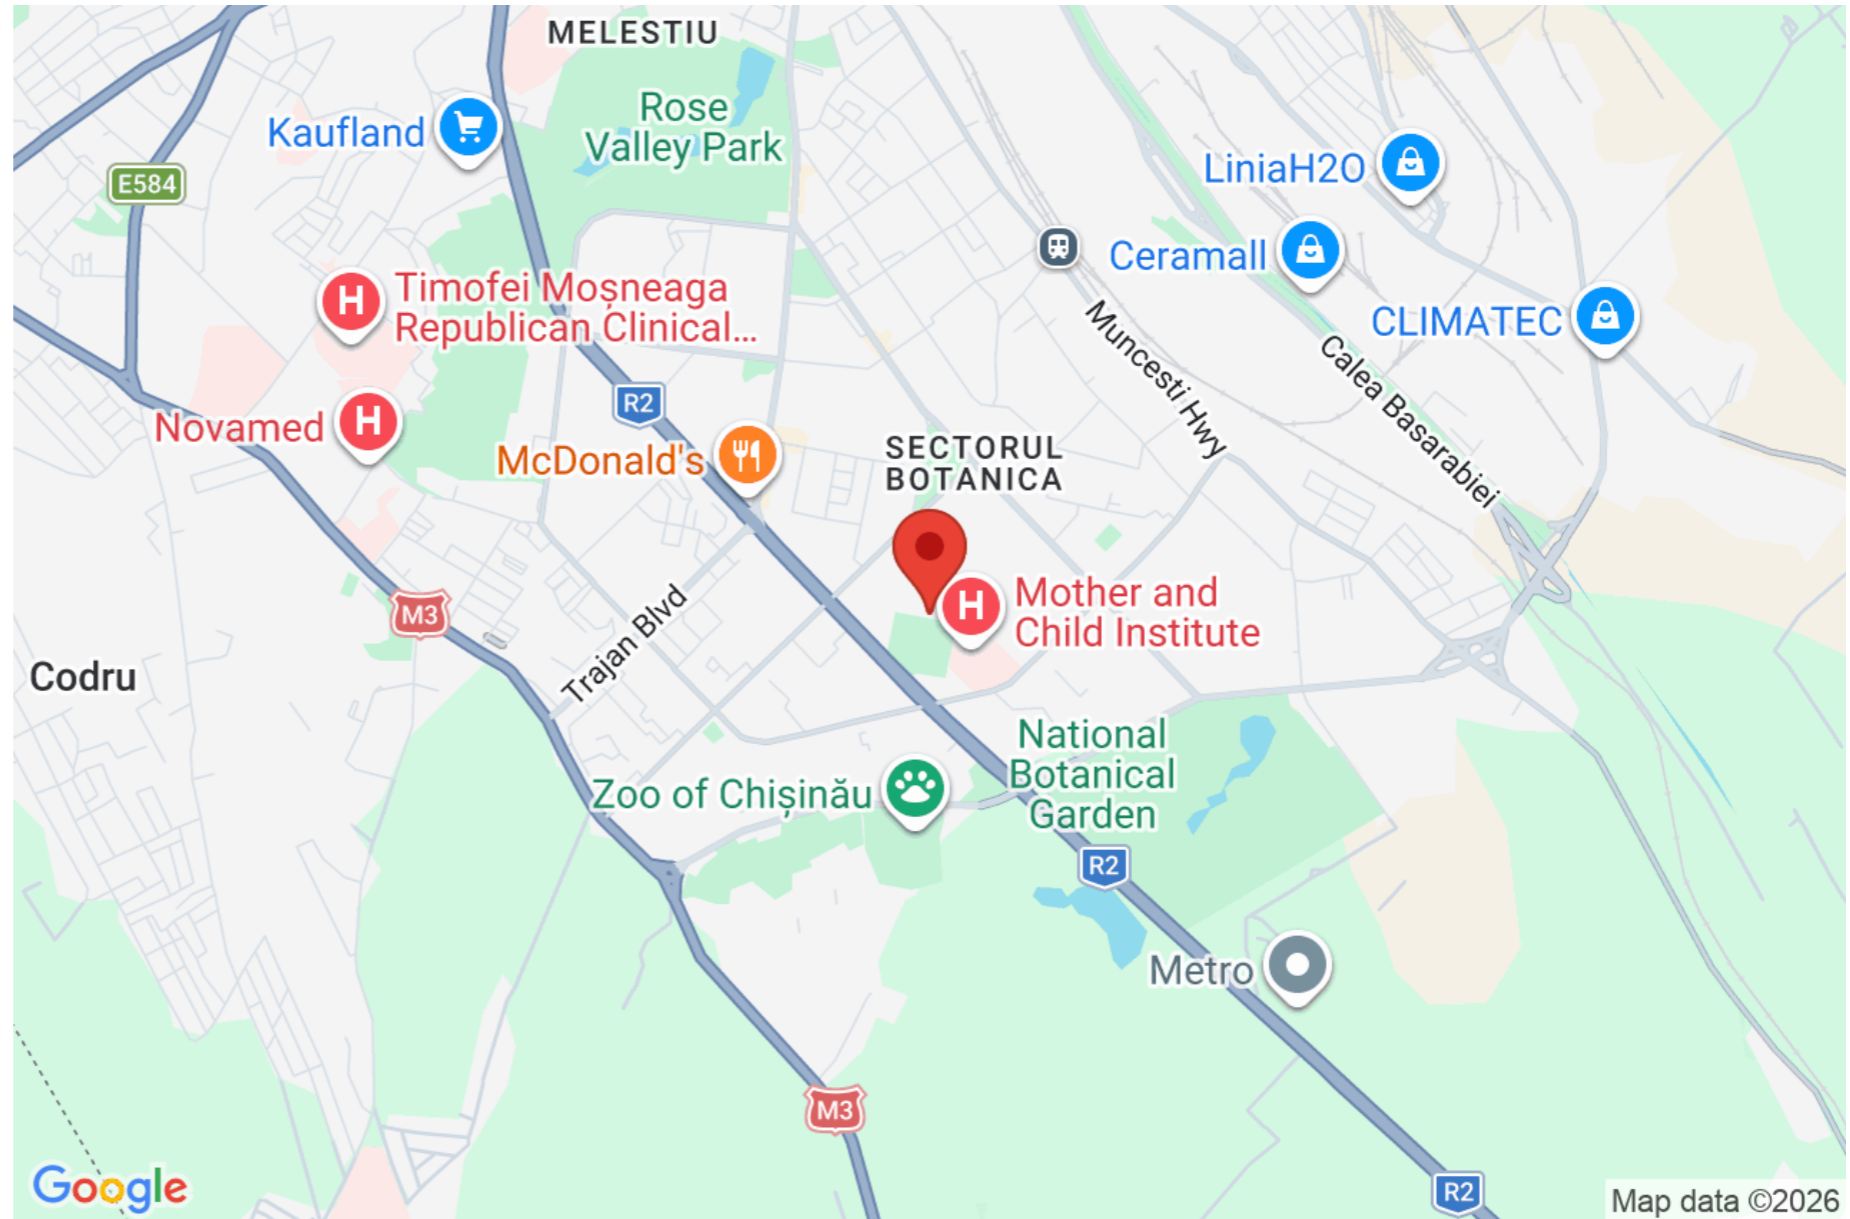 MELESTIU
Rose
Valley Park
Kaufland
E584
LiniaH2O
Ceramall
CLIMATEC
Timofei Moșneaga
Republican Clinical...
Muncesti Hwy
Calea Basarabiei
R2
Novamed
McDonald's
SECTORUL
BOTANICA
M3
Trajan Blvd
Mother and
Child Institute
Codru
National
Botanical
Garden
Zoo of Chișinău
R2
Metro
M3
R2
Google
Map data ©2026